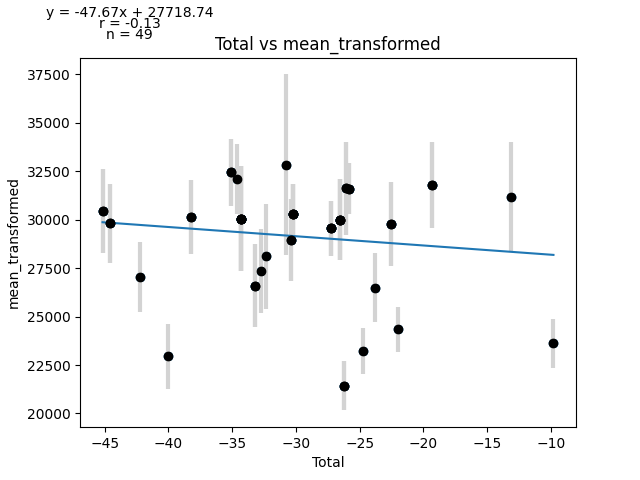 y = -47.67x + 27718.74
r = -0.13
n = 49
Total vs mean_transformed
37500
35000
32500
30000
27500
25000
22500
20000
mean_transformed
−45
−40
−35
−30
−25
−20
−15
−10
Total